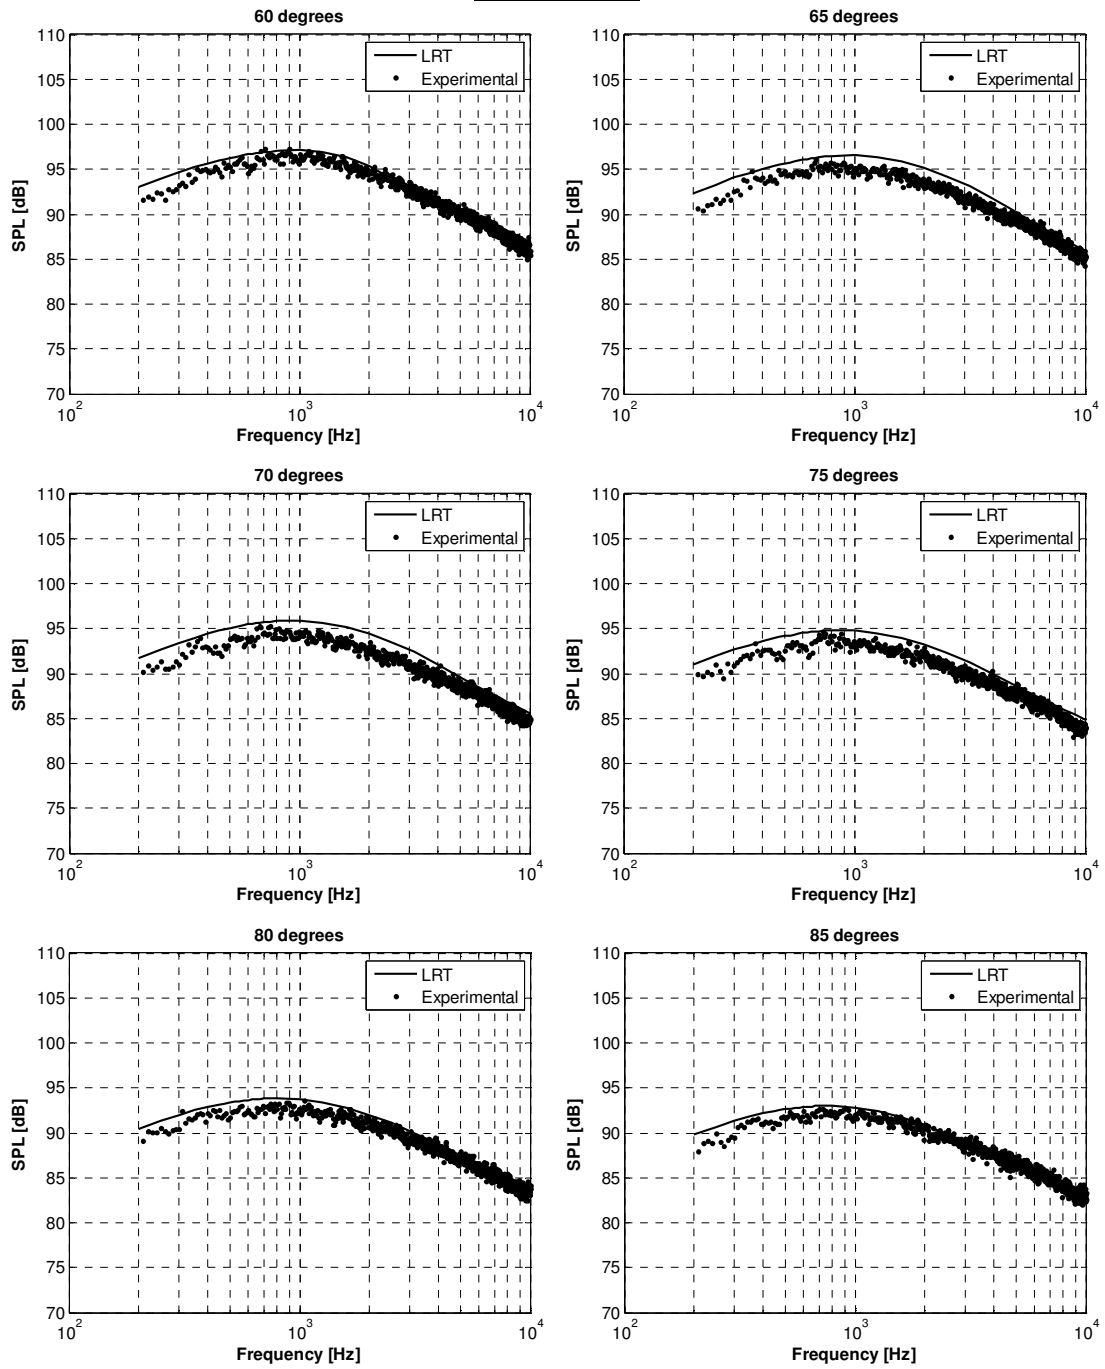 60 degrees
110
105
100
95
90
85
80
75
70
SPL [dB]
LRT
Experimental
10^2 10^3 10^4
Frequency [Hz]
65 degrees
110
105
100
95
90
85
80
75
70
SPL [dB]
LRT
Experimental
10^2 10^3 10^4
Frequency [Hz]
70 degrees
110
105
100
95
90
85
80
75
70
SPL [dB]
LRT
Experimental
10^2 10^3 10^4
Frequency [Hz]
75 degrees
110
105
100
95
90
85
80
75
70
SPL [dB]
LRT
Experimental
10^2 10^3 10^4
Frequency [Hz]
80 degrees
110
105
100
95
90
85
80
75
70
SPL [dB]
LRT
Experimental
10^2 10^3 10^4
Frequency [Hz]
85 degrees
110
105
100
95
90
85
80
75
70
SPL [dB]
LRT
Experimental
10^2 10^3 10^4
Frequency [Hz]